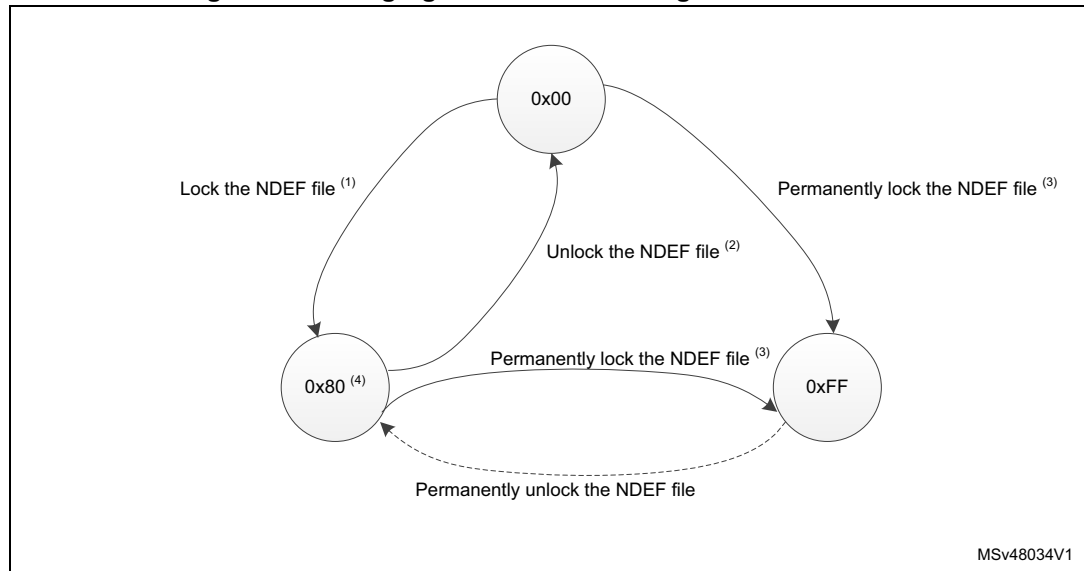 0x00
Lock the NDEF file (1)
Permanently lock the NDEF file (3)
Unlock the NDEF file (2)
Permanently lock the NDEF file (3)
0x80 (4)
0xFF
Permanently unlock the NDEF file
MSv48034V1